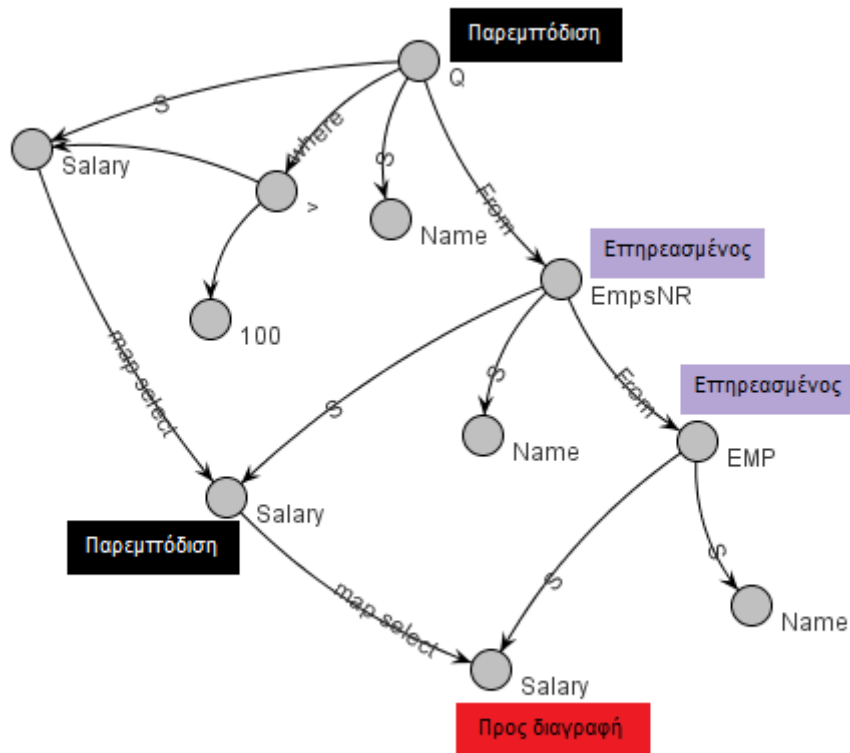 Παρεμπόδιση
Q
S
where
S
From
Salary
>
Name
Επηρεασμένος
EmpsNR
100
map select
S
S
From
Επηρεασμένος
Name
EMP
Salary
Παρεμπόδιση
map select
S
S
Name
Salary
Προς διαγραφή